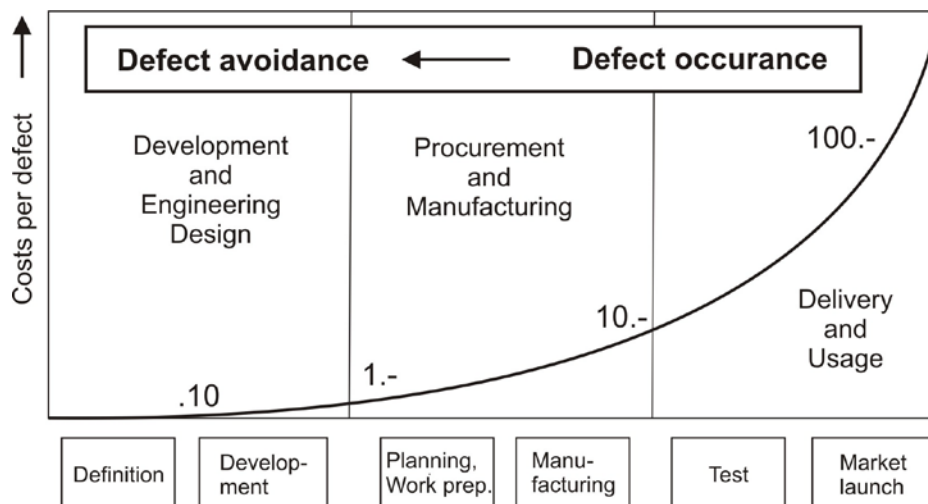 Costs per defect
Defect avoidance
Defect occurance
Development
and
Engineering
Design
Procurement
and
Manufacturing
Delivery
and
Usage
.10
1.-
10.-
100.-
Definition
Develop-
ment
Planning,
Work prep.
Manu-
facturing
Test
Market
launch